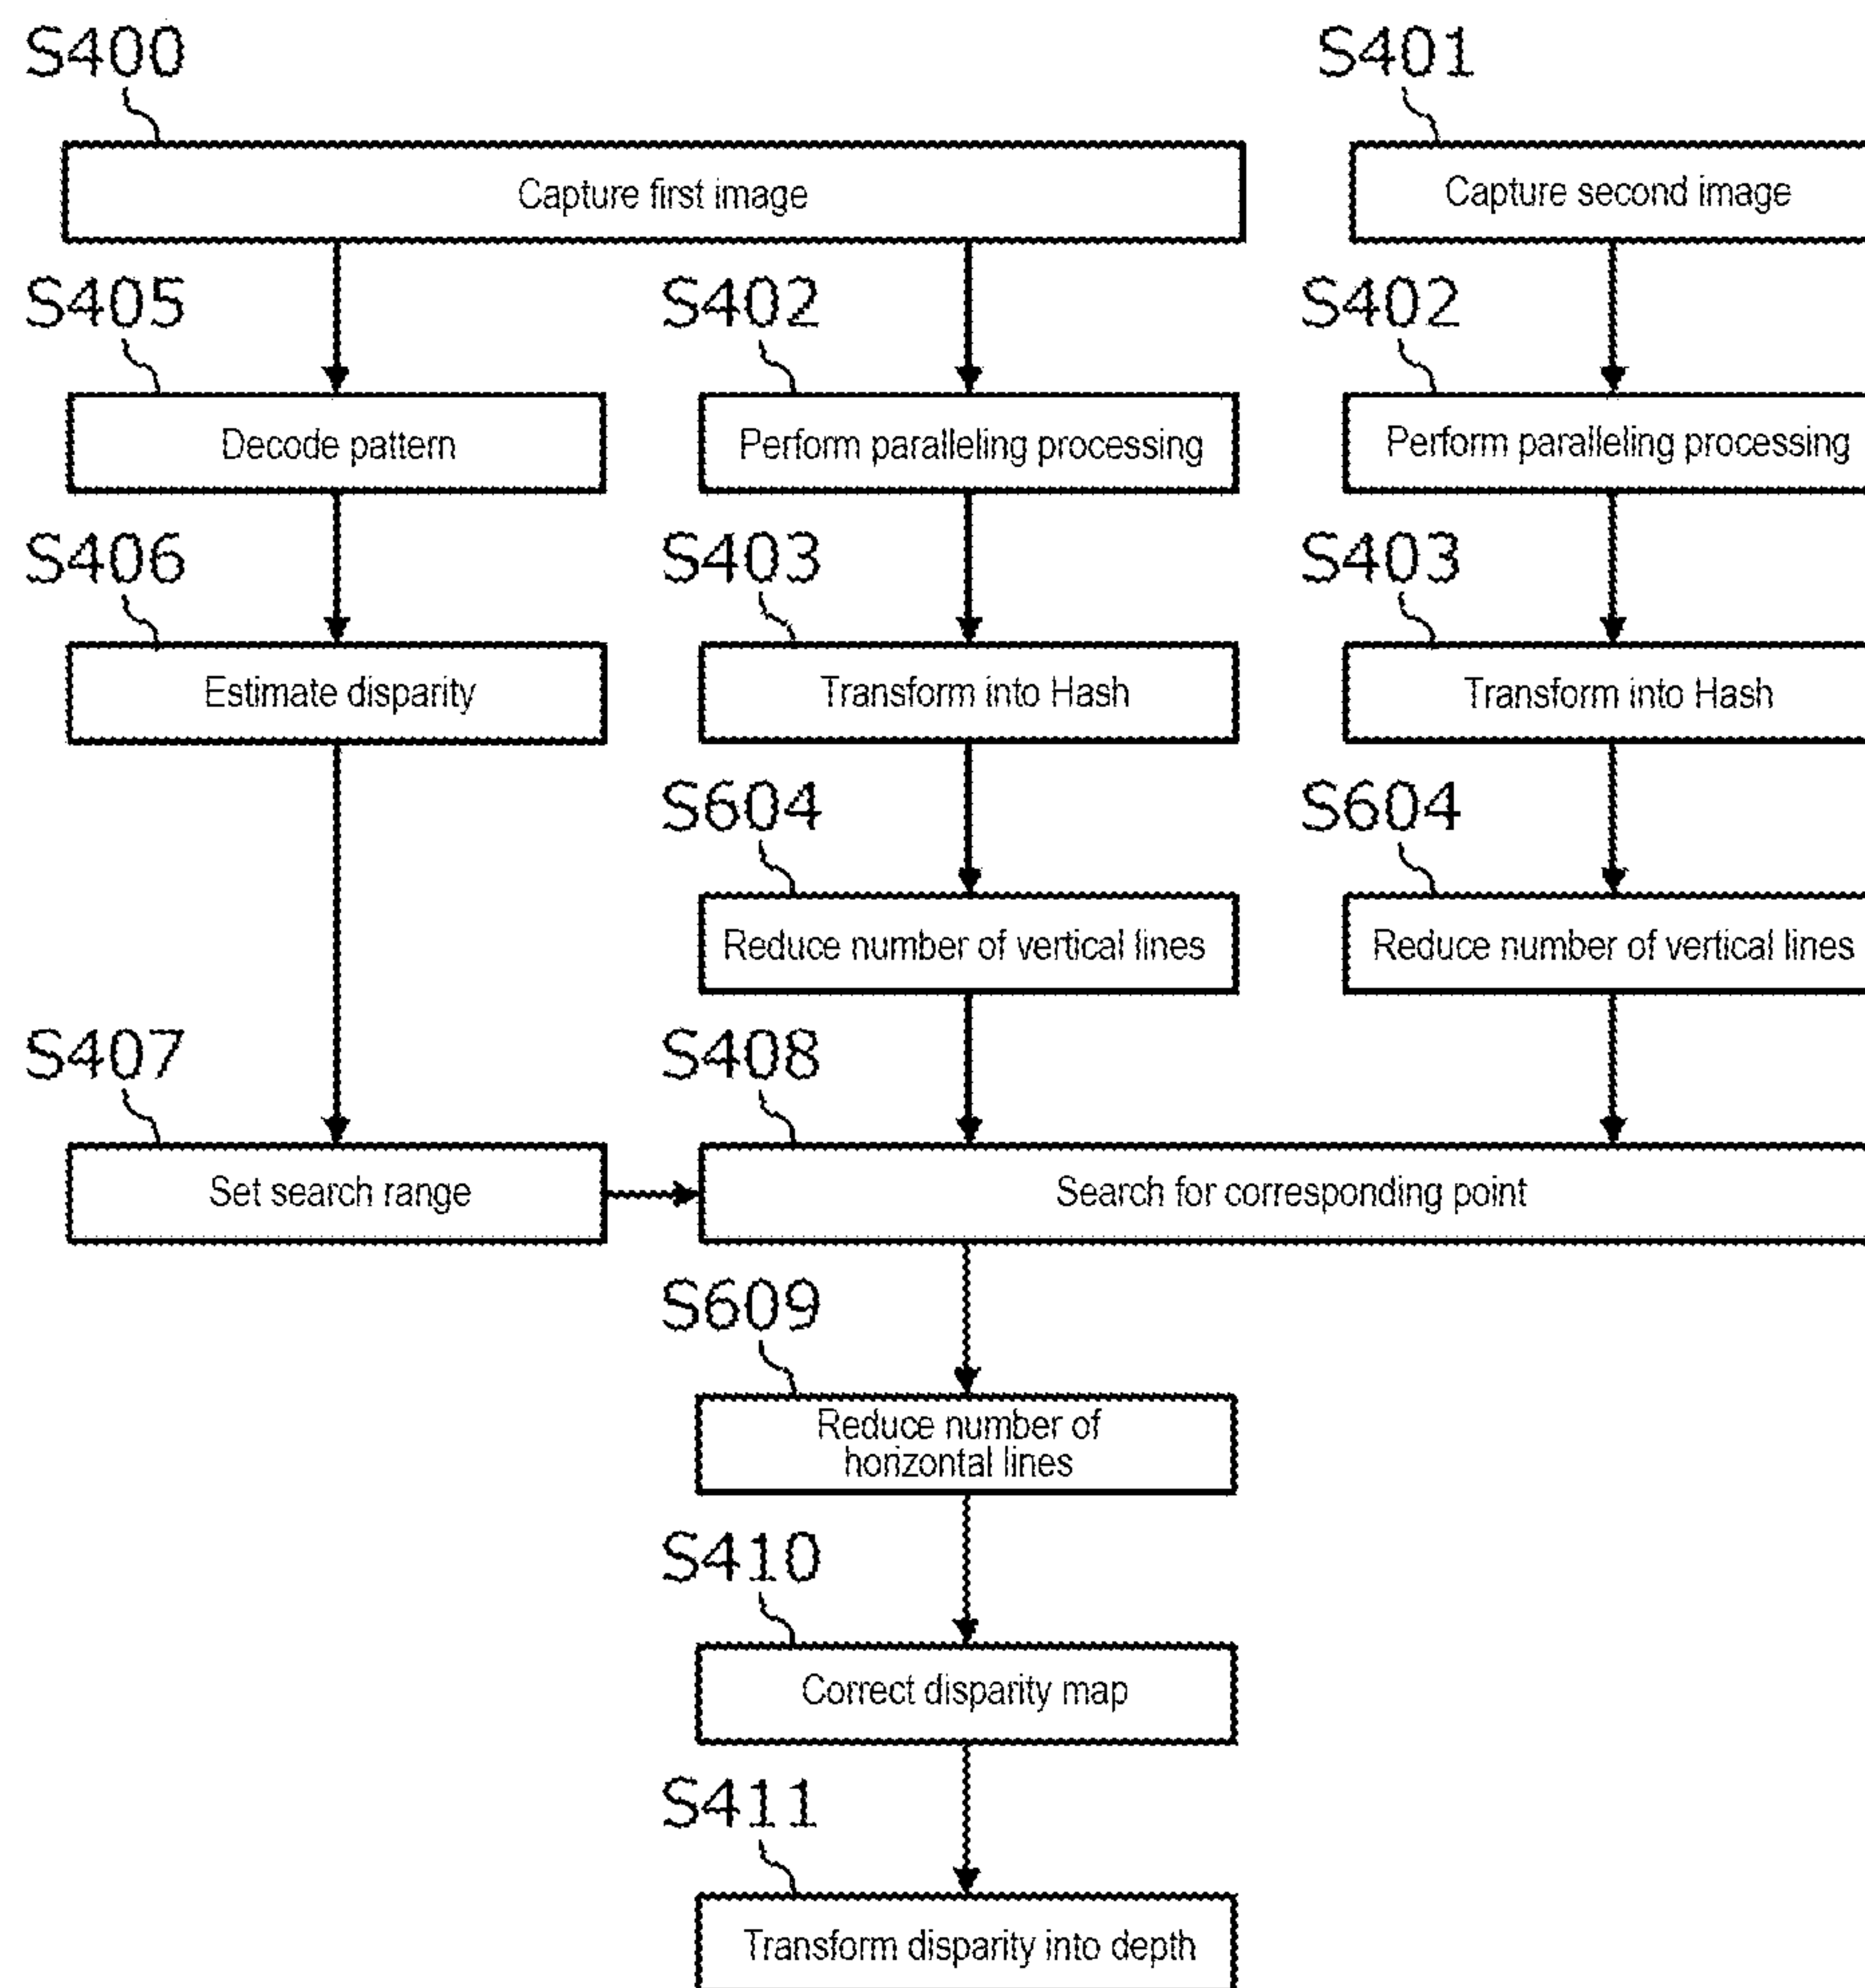 S400
S401
Capture first image
Capture second image
S405
S402
S402
Decode pattern
Perform paralleling processing
Perform paralleling processing
S406
S403
S403
Estimate disparity
Transform into Hash
Transform into Hash
S604
S604
Reduce number of vertical lines
Reduce number of vertical lines
S407
S408
Set search range
Search for corresponding point
S609
Reduce number of
horizontal lines
S410
Correct disparity map
S411
Transform disparity into depth